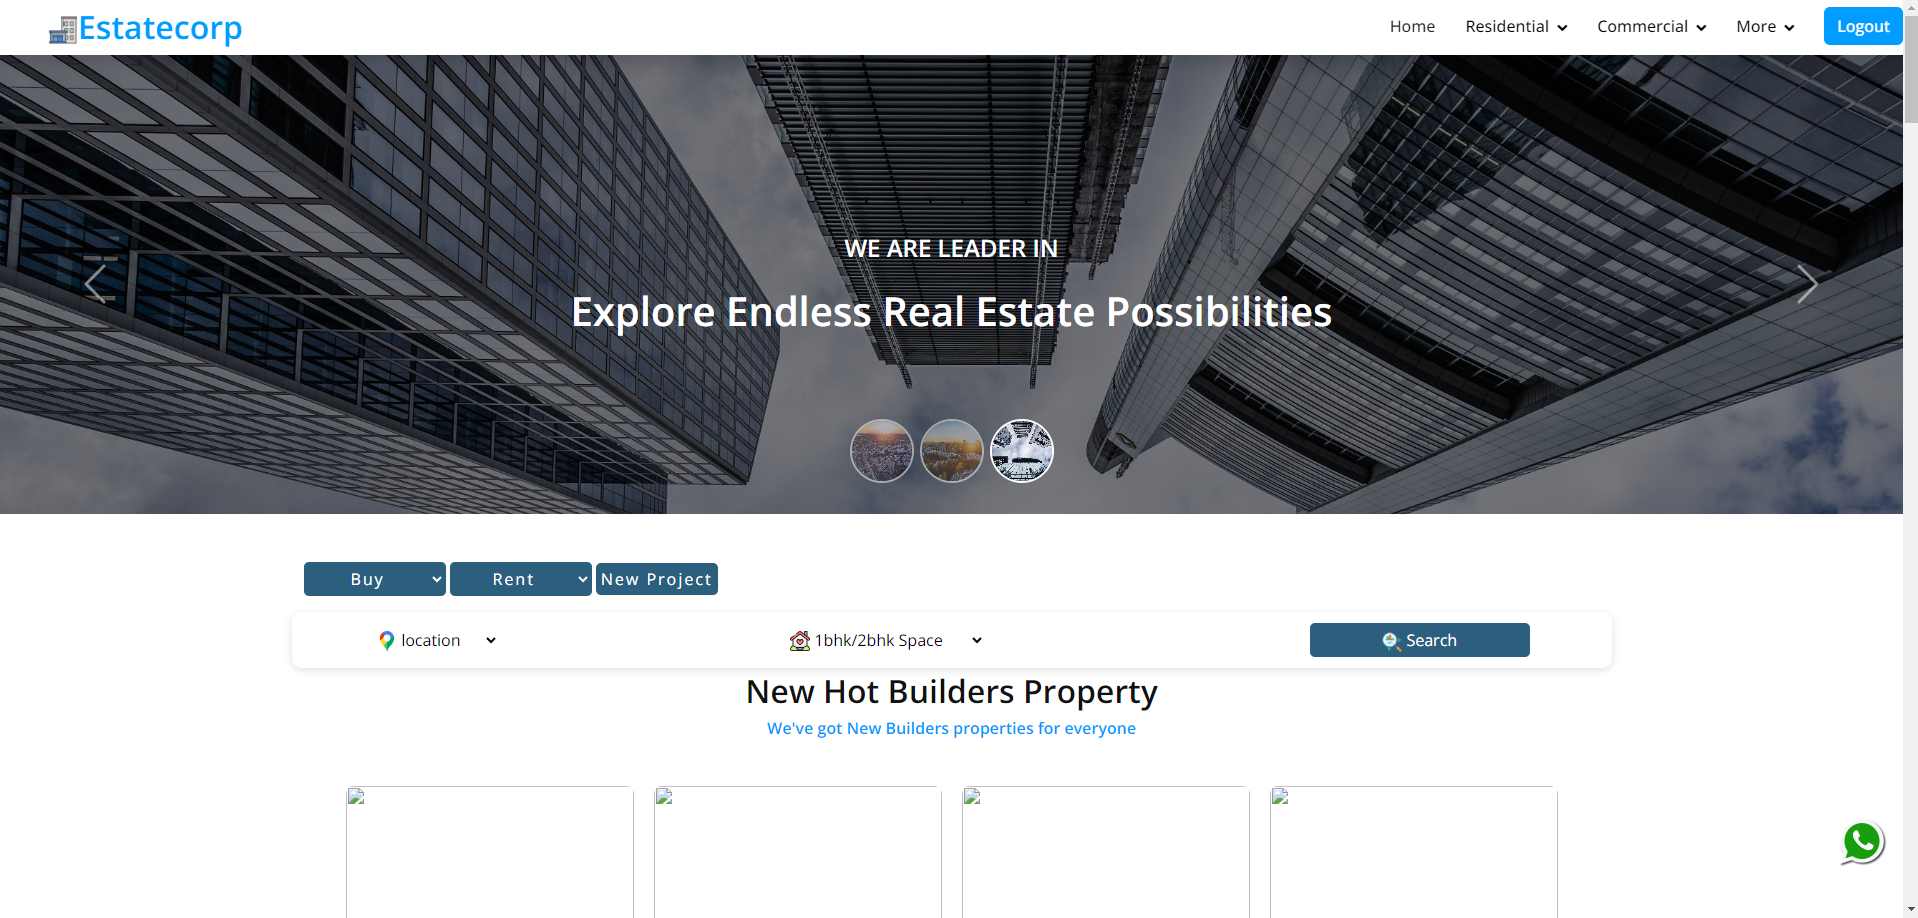 Estatecorp
Home Residential Commercial More Logout
WE ARE LEADER IN
Explore Endless Real Estate Possibilities
Buy Rent New Project
location 1bhk/2bhk Space Search
New Hot Builders Property
We've got New Builders properties for everyone